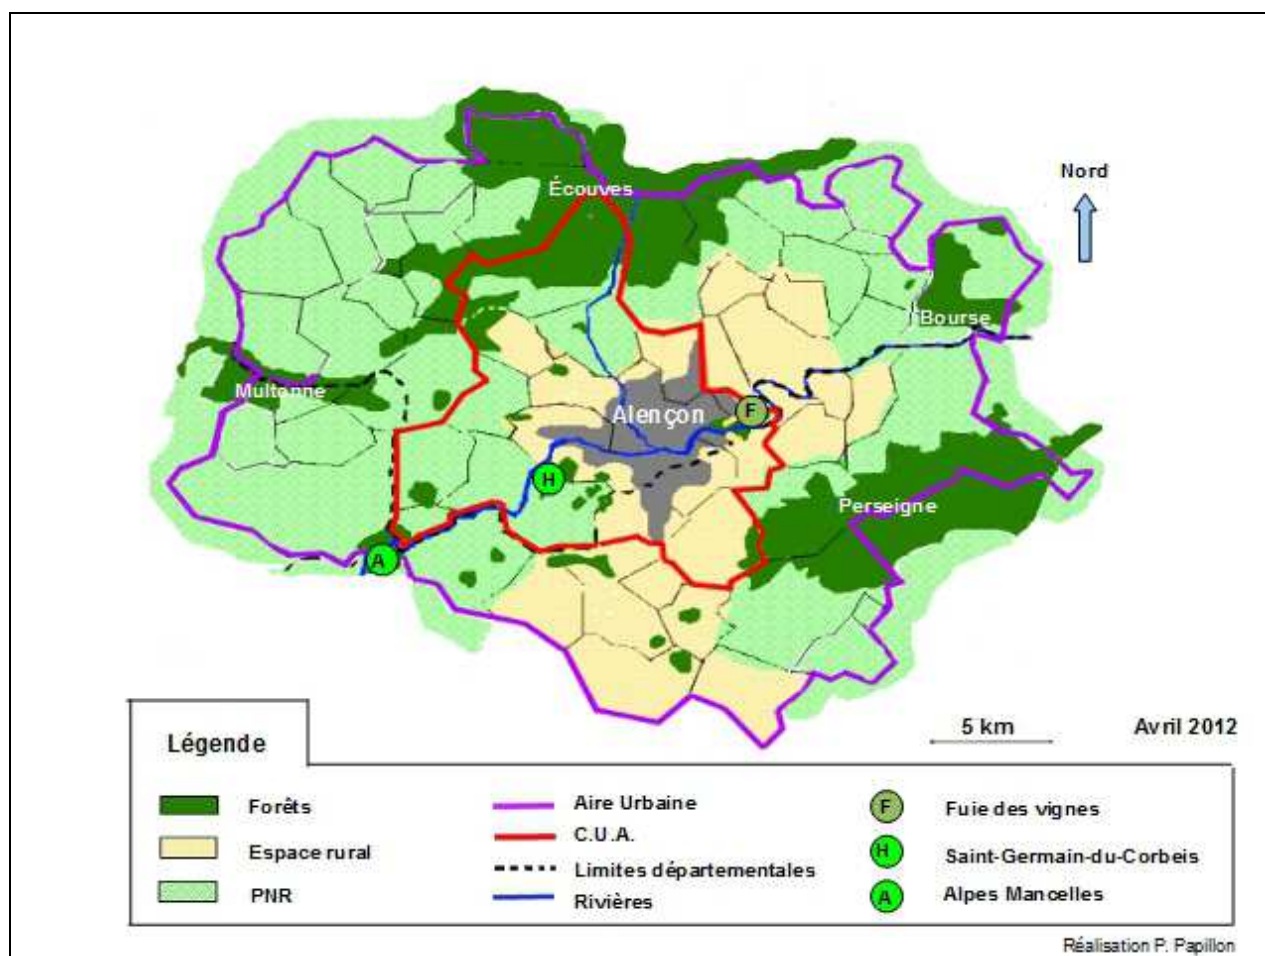 Écouves
Nord
Bourse
Multonne
Alençon
F
H
Perseigne
A
5 km
Avril 2012
Légende
Forêts
Espace rural
PNR
Aire Urbaine
C.U.A.
Limites départementales
Rivières
F
Fuie des vignes
H
Saint-Germain-du-Corbeis
A
Alpes Mancelles
Réalisation P. Papillon